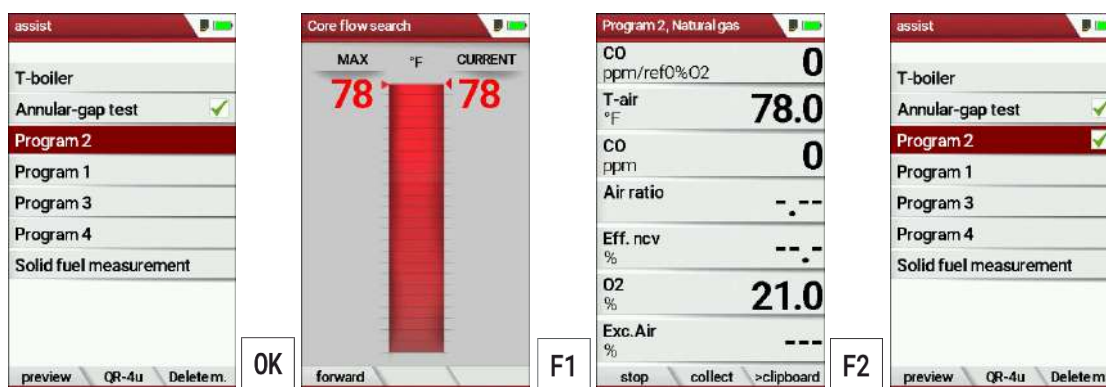 assist
T-boiler
Annular-gap test
Program 2
Program 1
Program 3
Program 4
Solid fuel measurement
preview QR-4u Delete m.
OK
Core flow search
MAX °F CURRENT
78 78
forward
F1
Program 2, Natural gas
CO 0
ppm/ref0%O2
T-air 78.0
°F
CO 0
ppm
Air ratio -.--
Eff. ncv --.-
%
O2 21.0
%
Exc.Air ---
%
stop collect >clipboard
F2
assist
T-boiler
Annular-gap test
Program 2
Program 1
Program 3
Program 4
Solid fuel measurement
preview QR-4u Delete m